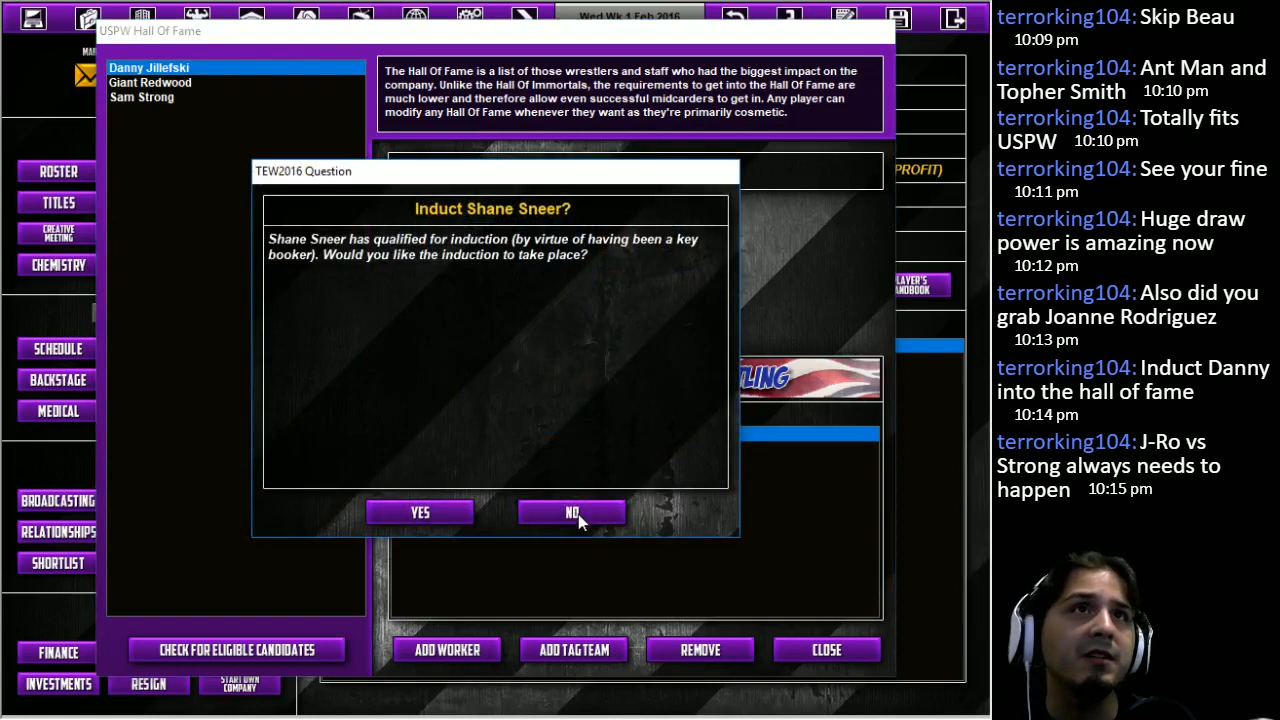 Wed Wk 1 Feb 2016
USPW Hall Of Fame
Danny Jillefski
Giant Redwood
Sam Strong
The Hall Of Fame is a list of those wrestlers and staff who had the biggest impact on the
company. Unlike the Hall Of Immortals, the requirements to get into the Hall Of Fame are
much lower and therefore allow even successful midcarders to get in. Any player can
modify any Hall Of Fame whenever they want as they're primarily cosmetic.
PROFIT)
TEW2016 Question
Induct Shane Sneer?
Shane Sneer has qualified for induction (by virtue of having been a key
booker). Would you like the induction to take place?
YES
NO
ROSTER
TITLES
CREATIVE
MEETING
CHEMISTRY
SCHEDULE
BACKSTAGE
MEDICAL
BROADCASTING
RELATIONSHIPS
SHORTLIST
FINANCE
INVESTMENTS
RESIGN
START OWN
COMPANY
CHECK FOR ELIGIBLE CANDIDATES
ADD WORKER
ADD TAG TEAM
REMOVE
CLOSE
terrorking104: Skip Beau
10:09 pm
terrorking104: Ant Man and
Topher Smith 10:10 pm
terrorking104: Totally fits
USPW 10:10 pm
terrorking104: See your fine
10:11 pm
terrorking104: Huge draw
power is amazing now
10:12 pm
terrorking104: Also did you
grab Joanne Rodriguez
10:13 pm
terrorking104: Induct Danny
into the hall of fame
10:14 pm
terrorking104: J-Ro vs
Strong always needs to
happen 10:15 pm